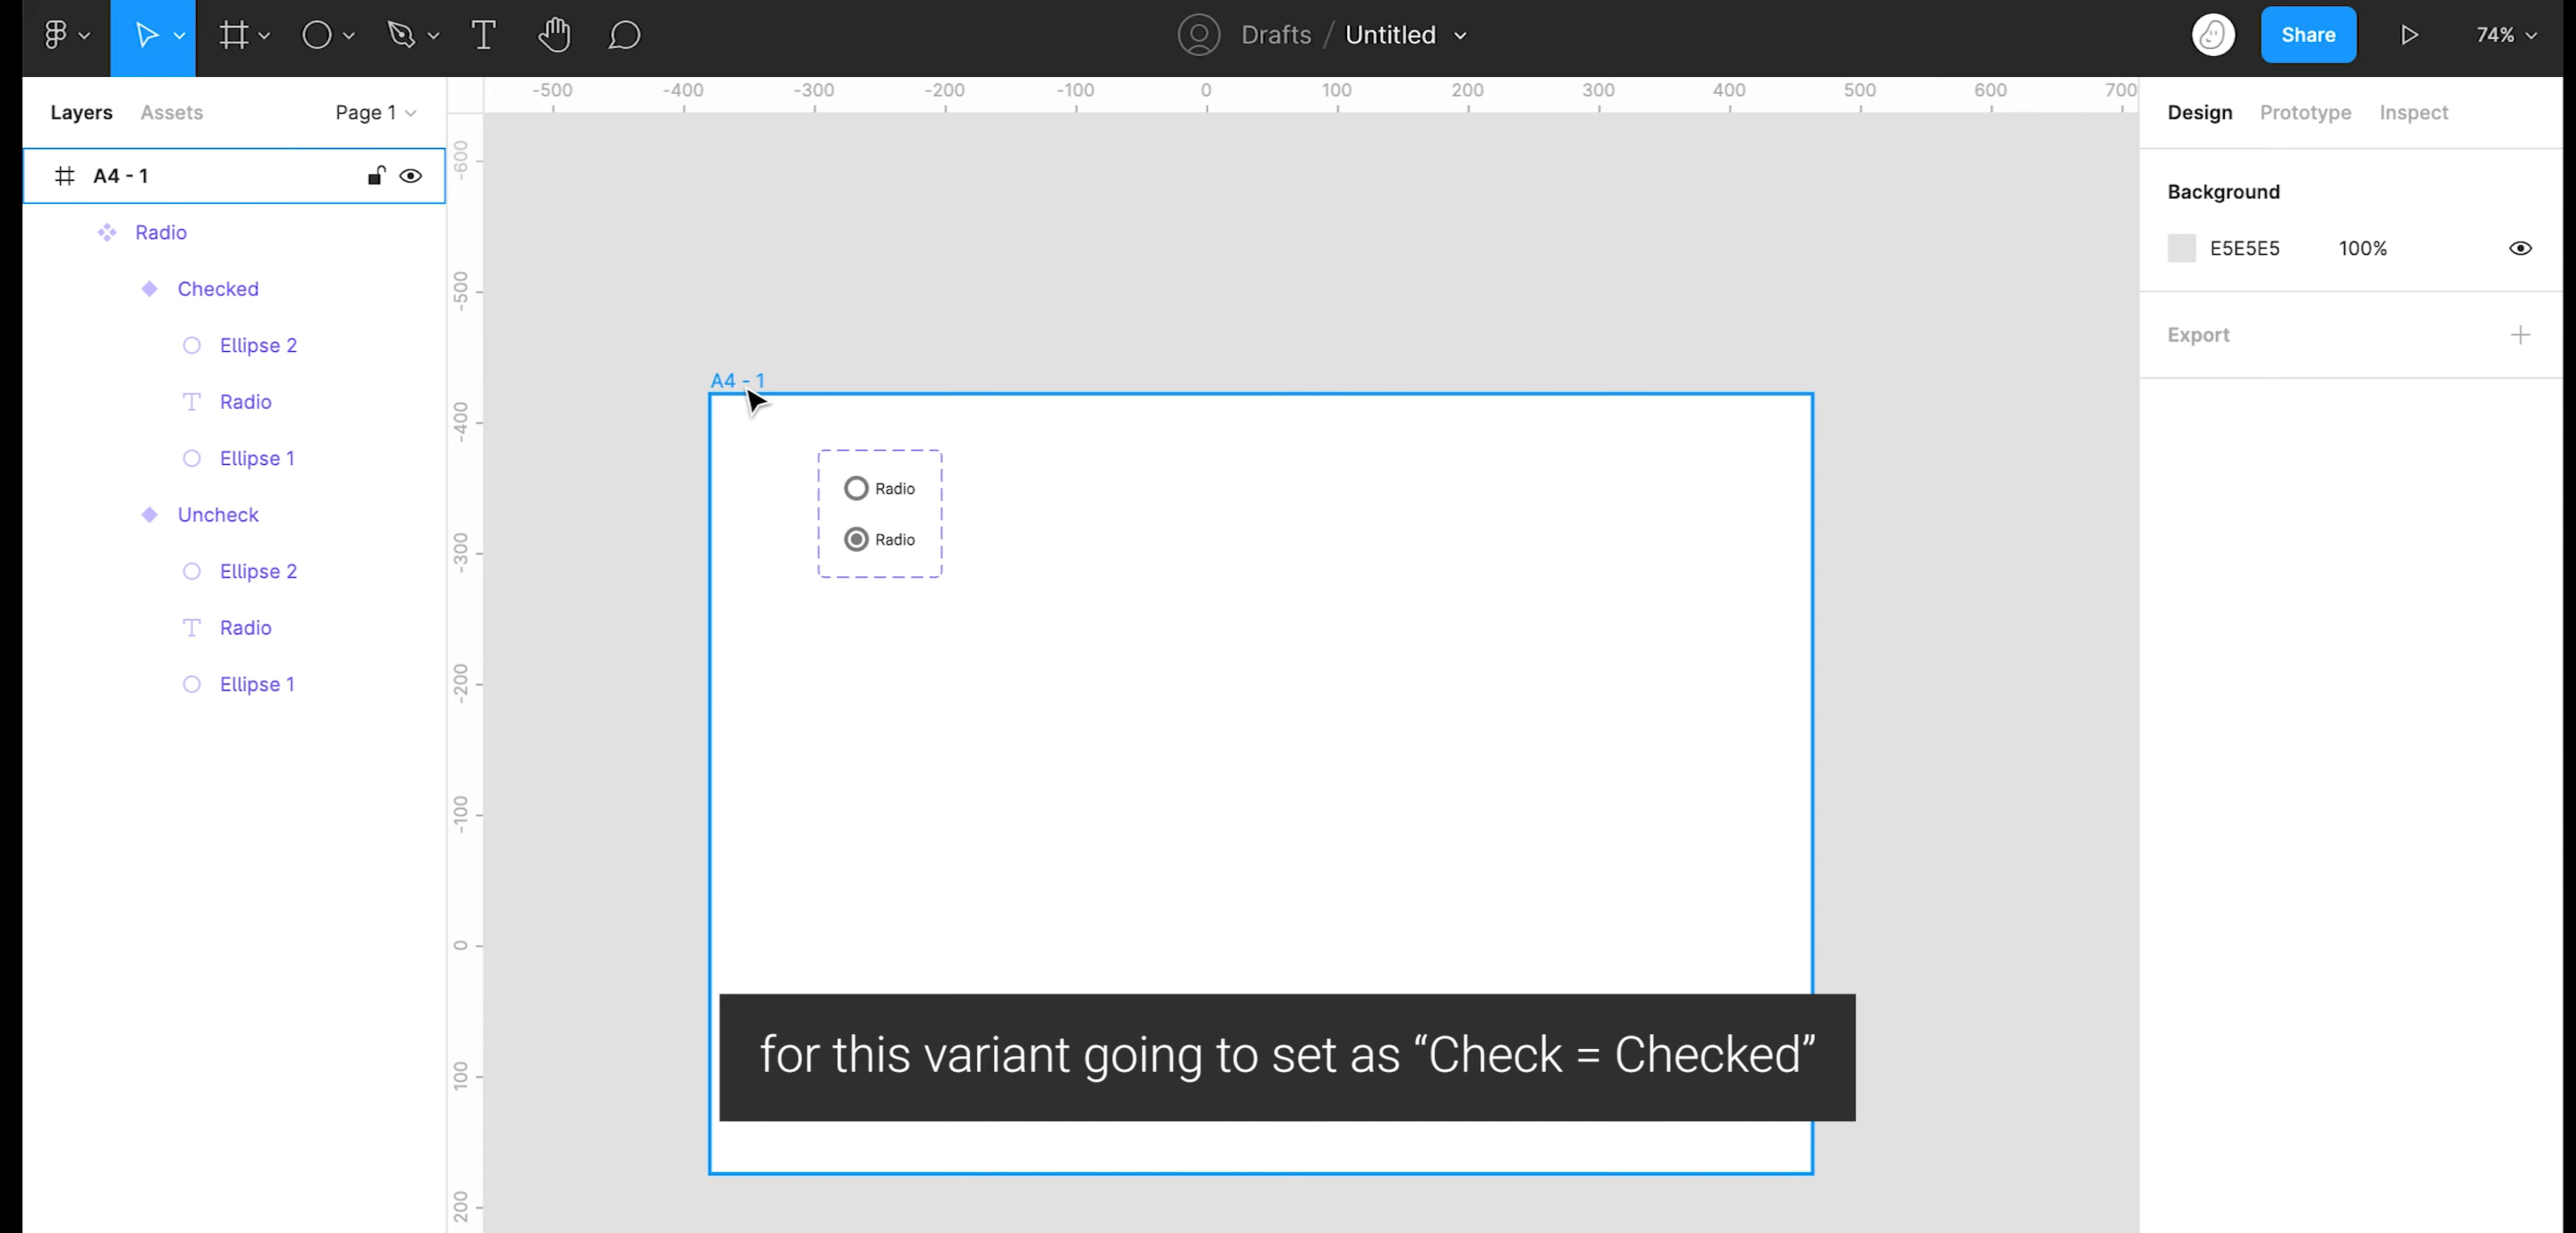 Drafts / Untitled
Share
74%
Layers
Assets
Page 1
A4 - 1
Radio
Checked
Ellipse 2
Radio
Ellipse 1
Uncheck
Ellipse 2
Radio
Ellipse 1
-500 -400 -300 -200 -100 0 100 200 300 400 500 600 700
-600
-500
-400
-300
-200
-100
0
100
200
A4 - 1
Radio
Radio
for this variant going to set as “Check = Checked”
Design
Prototype
Inspect
Background
E5E5E5 100%
Export